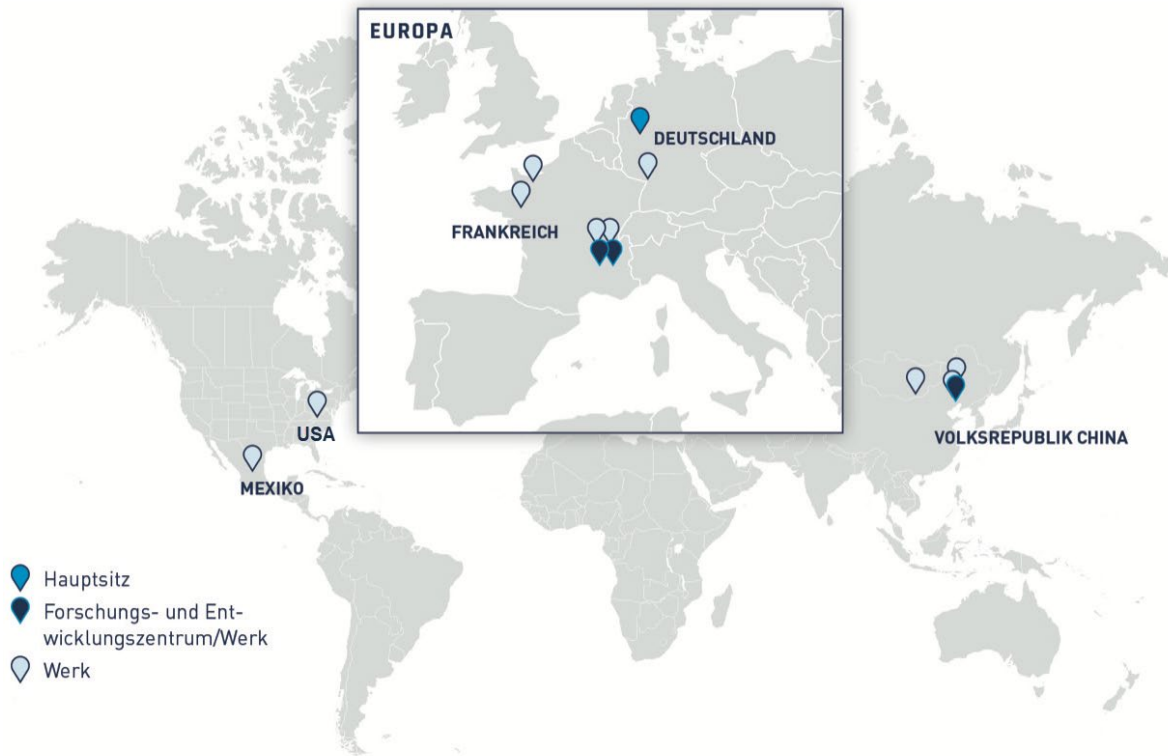 EUROPA
DEUTSCHLAND
FRANKREICH
USA
MEXIKO
VOLKSREPUBLIK CHINA
Hauptsitz
Forschungs- und Ent-
wicklungszentrum/Werk
Werk